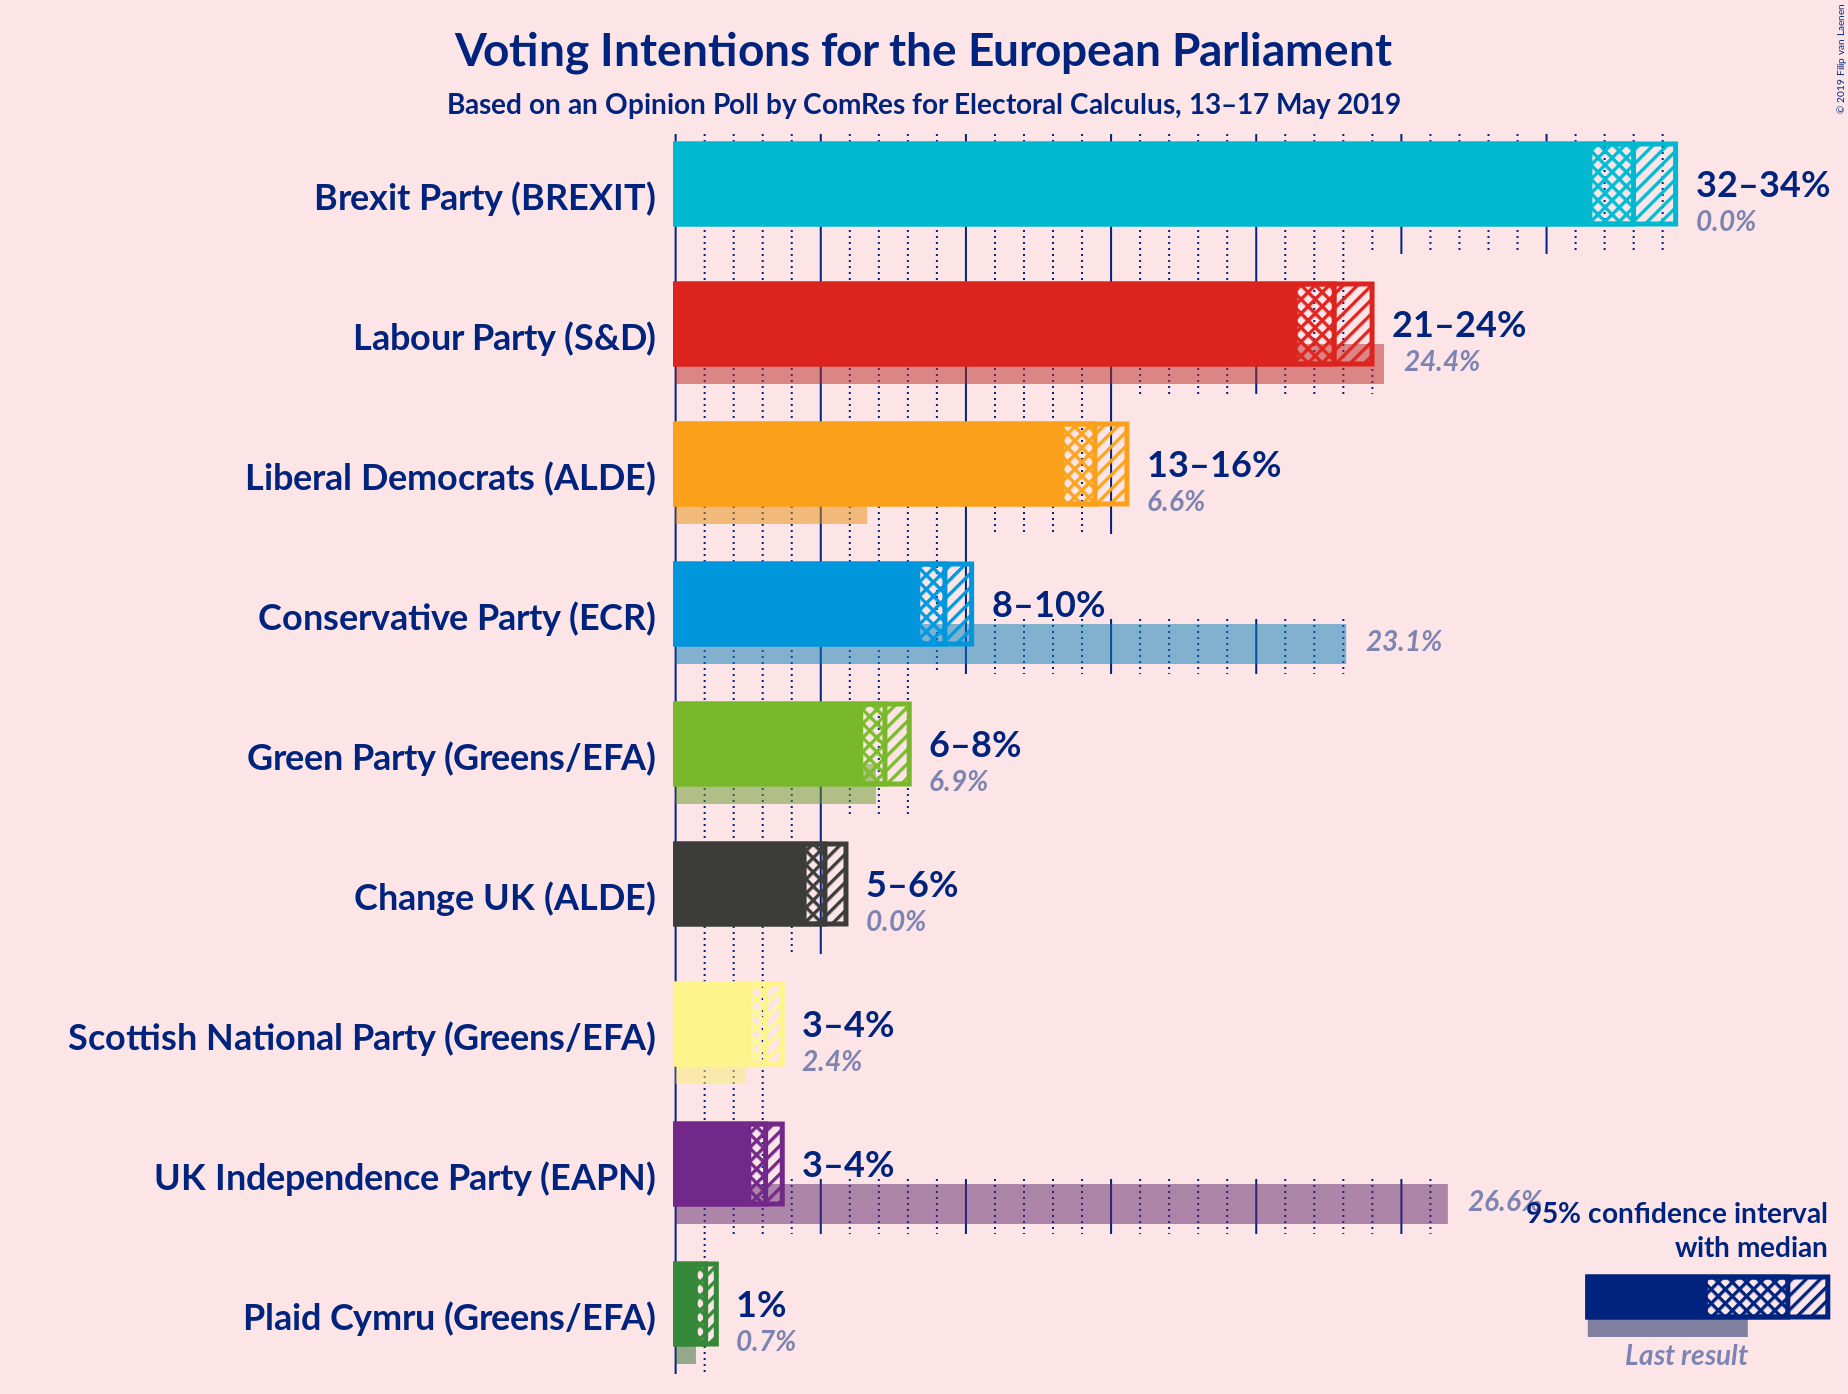 Voting Intentions for the European Parliament
Based on an Opinion Poll by ComRes for Electoral Calculus, 13–17 May 2019
© 2019 Filip van Laenen
Brexit Party (BREXIT)
32–34%
0.0%
Labour Party (S&D)
21–24%
24.4%
Liberal Democrats (ALDE)
13–16%
6.6%
Conservative Party (ECR)
8–10%
23.1%
Green Party (Greens/EFA)
6–8%
6.9%
Change UK (ALDE)
5–6%
0.0%
Scottish National Party (Greens/EFA)
3–4%
2.4%
UK Independence Party (EAPN)
3–4%
26.6%
Plaid Cymru (Greens/EFA)
1%
0.7%
95% confidence interval
with median
Last result